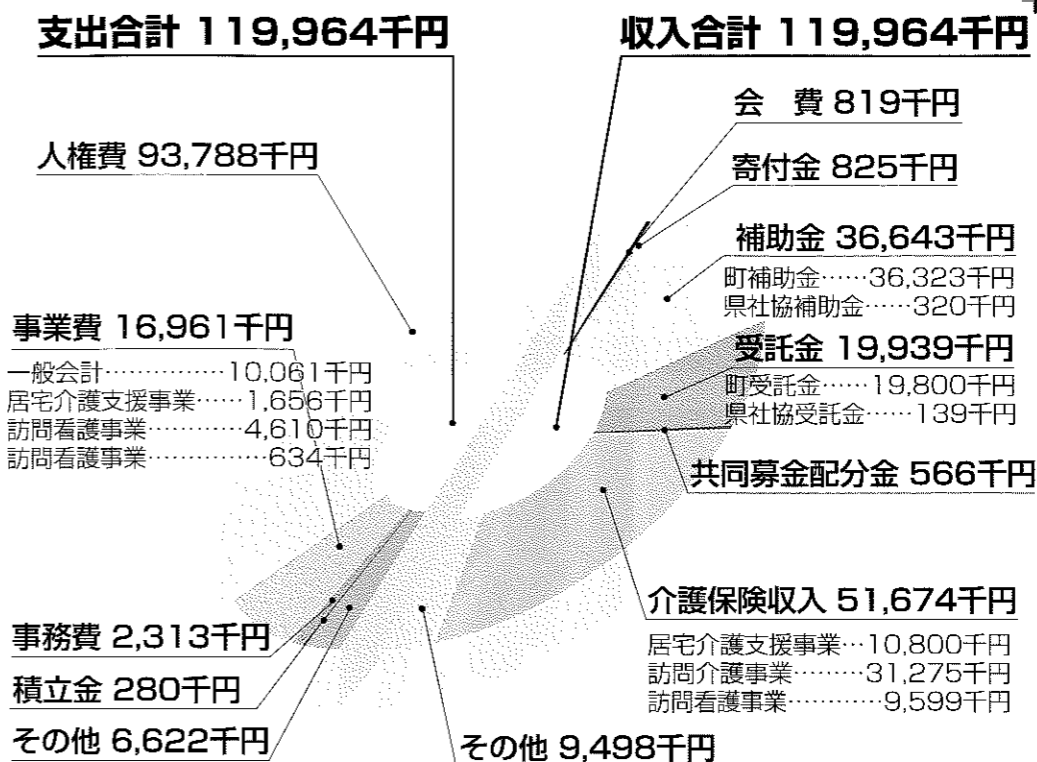 支出合計 119,964千円
人権費 93,788千円
事業費 16,961千円
一般会計……………10,061千円
居宅介護支援事業……1,656千円
訪問看護事業…………4,610千円
訪問看護事業……………634千円
事務費 2,313千円
積立金 280千円
その他 6,622千円
収入合計 119,964千円
会　費 819千円
寄付金 825千円
補助金 36,643千円
町補助金……36,323千円
県社協補助金……320千円
受託金 19,939千円
町受託金……19,800千円
県社協受託金……139千円
共同募金配分金 566千円
介護保険収入 51,674千円
居宅介護支援事業…10,800千円
訪問介護事業………31,275千円
訪問看護事業…………9,599千円
その他 9,498千円